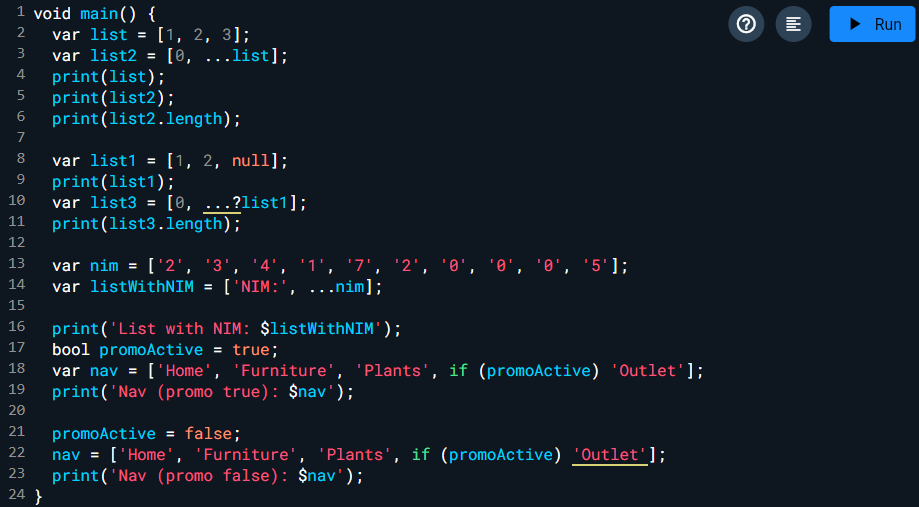 1 void main() {
2   var list = [1, 2, 3];
3   var list2 = [0, ...list];
4   print(list);
5   print(list2);
6   print(list2.length);
7
8   var list1 = [1, 2, null];
9   print(list1);
10   var list3 = [0, ...?list1];
11   print(list3.length);
12
13   var nim = ['2', '3', '4', '1', '7', '2', '0', '0', '0', '5'];
14   var listWithNIM = ['NIM:', ...nim];
15
16   print('List with NIM: $listWithNIM');
17   bool promoActive = true;
18   var nav = ['Home', 'Furniture', 'Plants', if (promoActive) 'Outlet'];
19   print('Nav (promo true): $nav');
20
21   promoActive = false;
22   nav = ['Home', 'Furniture', 'Plants', if (promoActive) 'Outlet'];
23   print('Nav (promo false): $nav');
24 }
Run